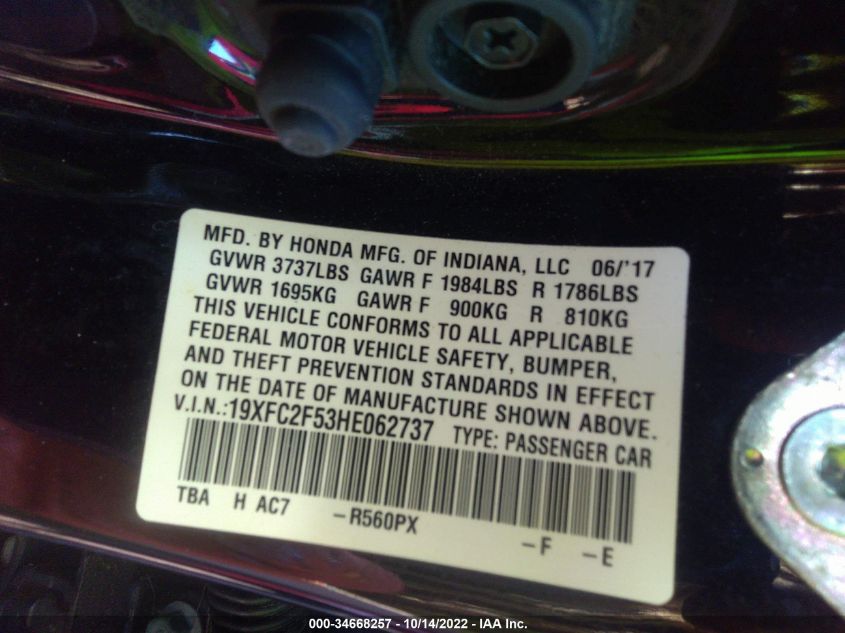 MFD. BY HONDA MFG. OF INDIANA, LLC 06/'17
GVWR 3737LBS GAWR F 1984LBS R 1786LBS
GVWR 1695KG GAWR F 900KG R 810KG
THIS VEHICLE CONFORMS TO ALL APPLICABLE
FEDERAL MOTOR VEHICLE SAFETY, BUMPER,
AND THEFT PREVENTION STANDARDS IN EFFECT
ON THE DATE OF MANUFACTURE SHOWN ABOVE.
V.I.N.:19XFC2F53HE062737 TYPE: PASSENGER CAR
TBA H AC7 -R560PX -F -E
000-34668257 - 10/14/2022 - IAA Inc.